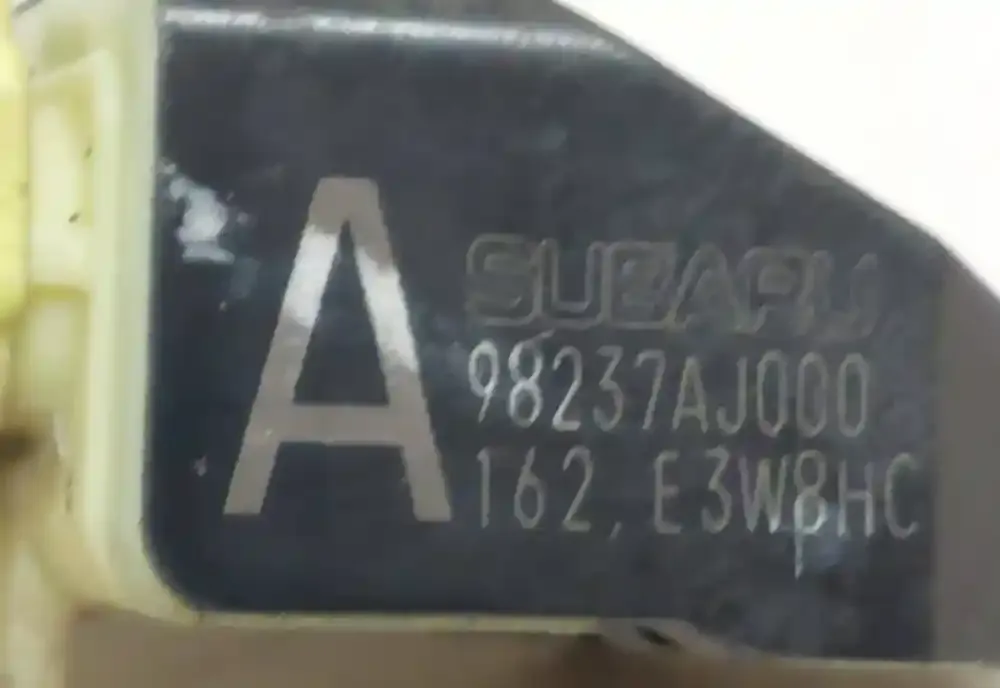 A
SUBARU
98237AJ000
162, E3W8HC